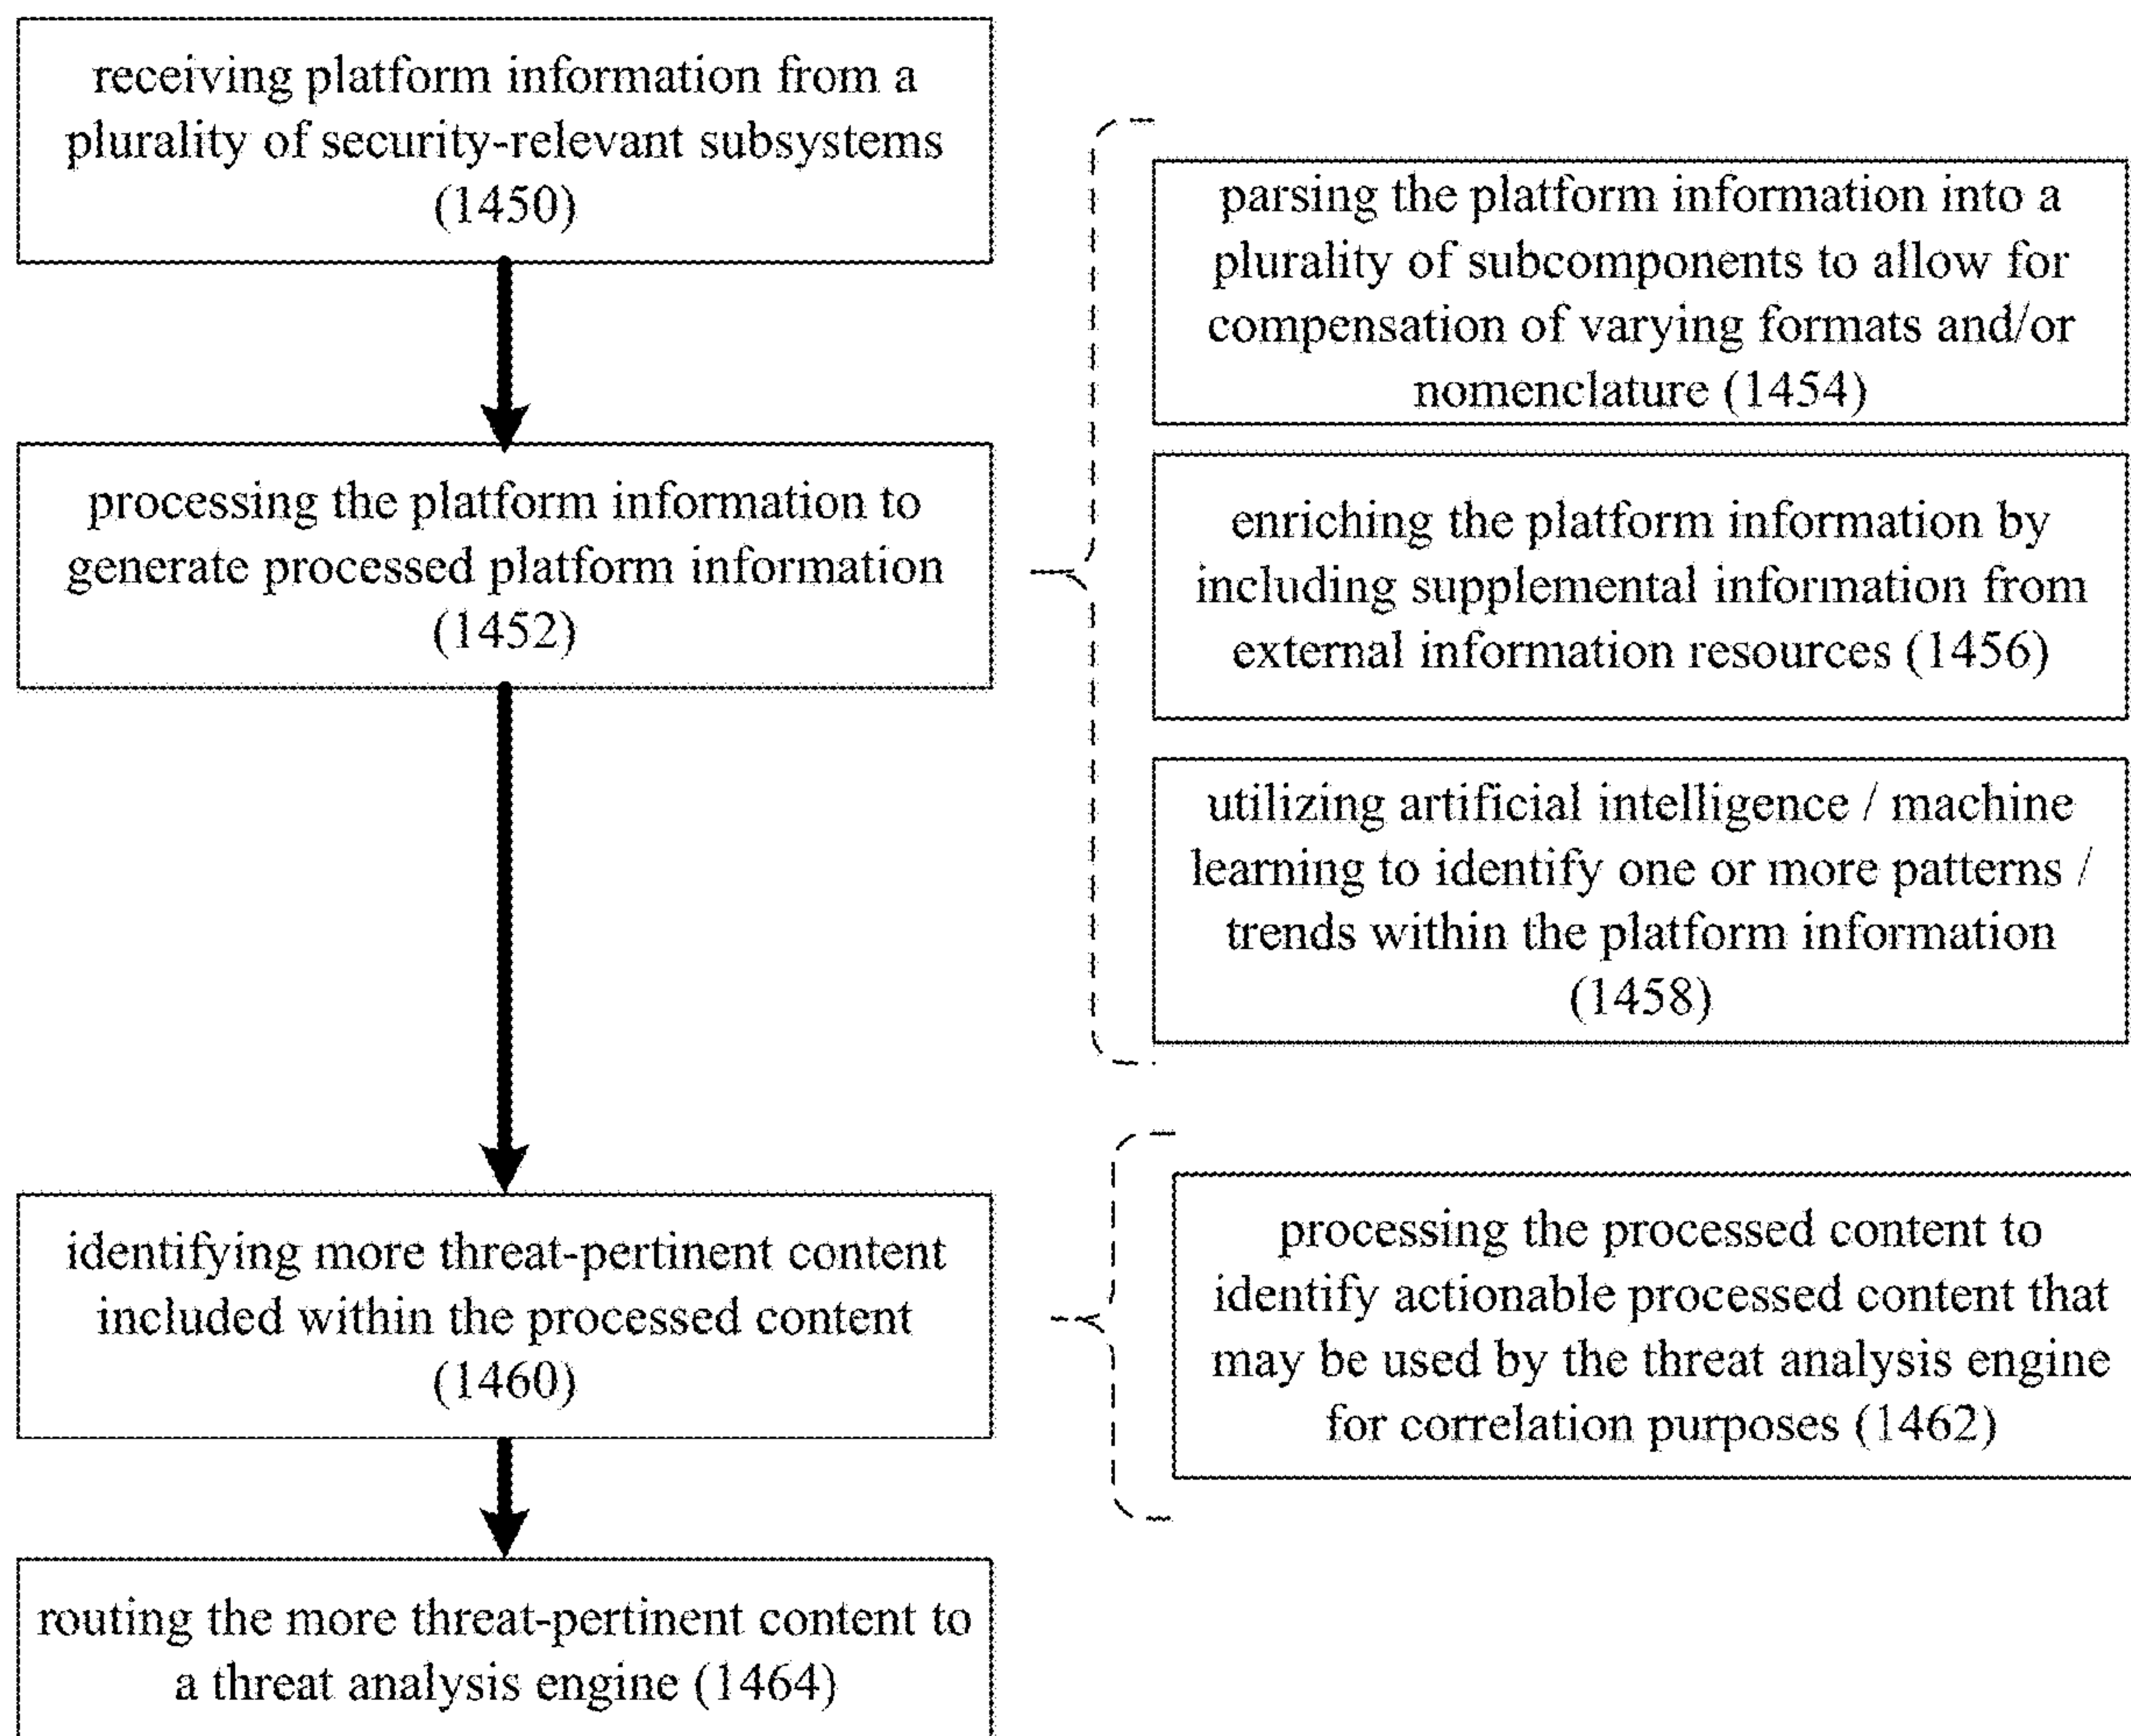 receiving platform information from a
plurality of security-relevant subsystems
(1450)
processing the platform information to
generate processed platform information
(1452)
parsing the platform information into a
plurality of subcomponents to allow for
compensation of varying formats and/or
nomenclature (1454)
enriching the platform information by
including supplemental information from
external information resources (1456)
utilizing artificial intelligence / machine
learning to identify one or more patterns /
trends within the platform information
(1458)
identifying more threat-pertinent content
included within the processed content
(1460)
processing the processed content to
identify actionable processed content that
may be used by the threat analysis engine
for correlation purposes (1462)
routing the more threat-pertinent content to
a threat analysis engine (1464)